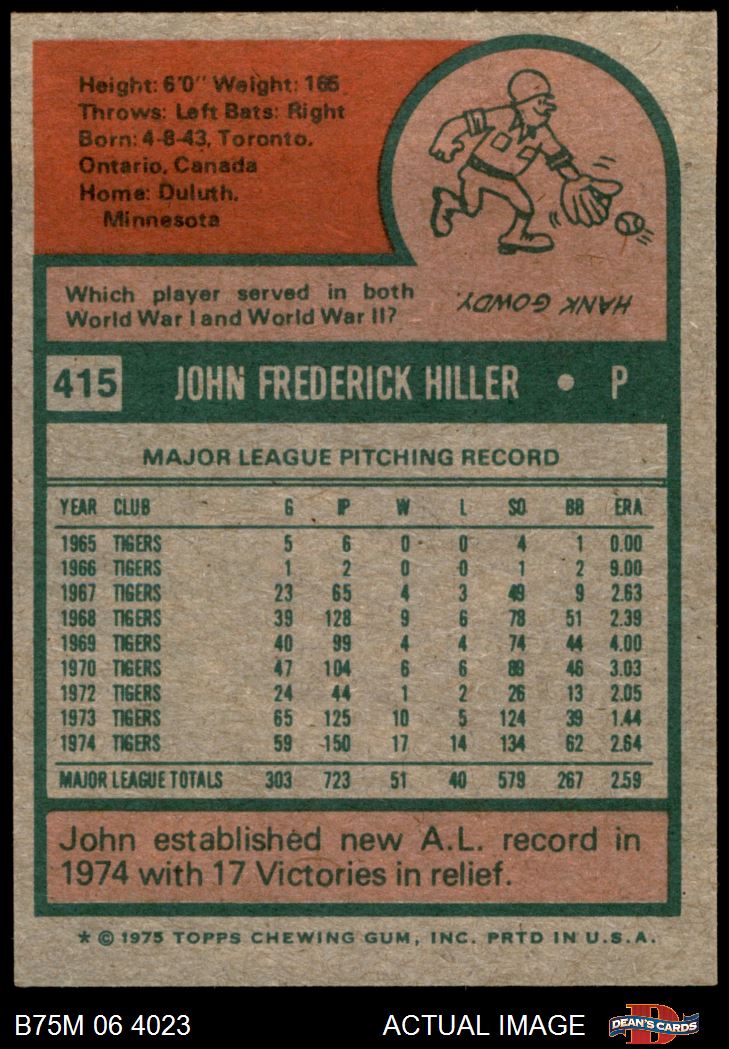 Height: 6'0" Weight: 165
Throws: Left Bats: Right
Born: 4-8-43, Toronto,
Ontario, Canada
Home: Duluth,
Minnesota
Which player served in both
World War I and World War II?
HANK GOWDY.
415 JOHN FREDERICK HILLER • P
MAJOR LEAGUE PITCHING RECORD
YEAR CLUB G IP W L SO BB ERA
1965 TIGERS 5 6 0 0 4 1 0.00
1966 TIGERS 1 2 0 0 1 2 9.00
1967 TIGERS 23 65 4 3 49 9 2.63
1968 TIGERS 39 128 9 6 78 51 2.39
1969 TIGERS 40 99 4 4 74 44 4.00
1970 TIGERS 47 104 6 6 89 46 3.03
1972 TIGERS 24 44 1 2 26 13 2.05
1973 TIGERS 65 125 10 5 124 39 1.44
1974 TIGERS 59 150 17 14 134 62 2.64
MAJOR LEAGUE TOTALS 303 723 51 40 579 267 2.59
John established new A.L. record in
1974 with 17 Victories in relief.
* © 1975 TOPPS CHEWING GUM, INC. PRTD IN U.S.A.
B75M 06 4023 ACTUAL IMAGE DEAN'S CARDS